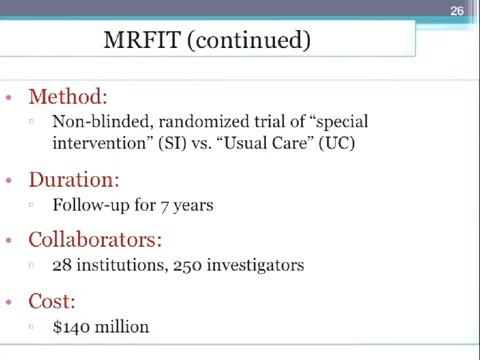 26
MRFIT (continued)
• Method:
▫ Non-blinded, randomized trial of “special
intervention” (SI) vs. “Usual Care” (UC)
• Duration:
▫ Follow-up for 7 years
• Collaborators:
▫ 28 institutions, 250 investigators
• Cost:
▫ $140 million